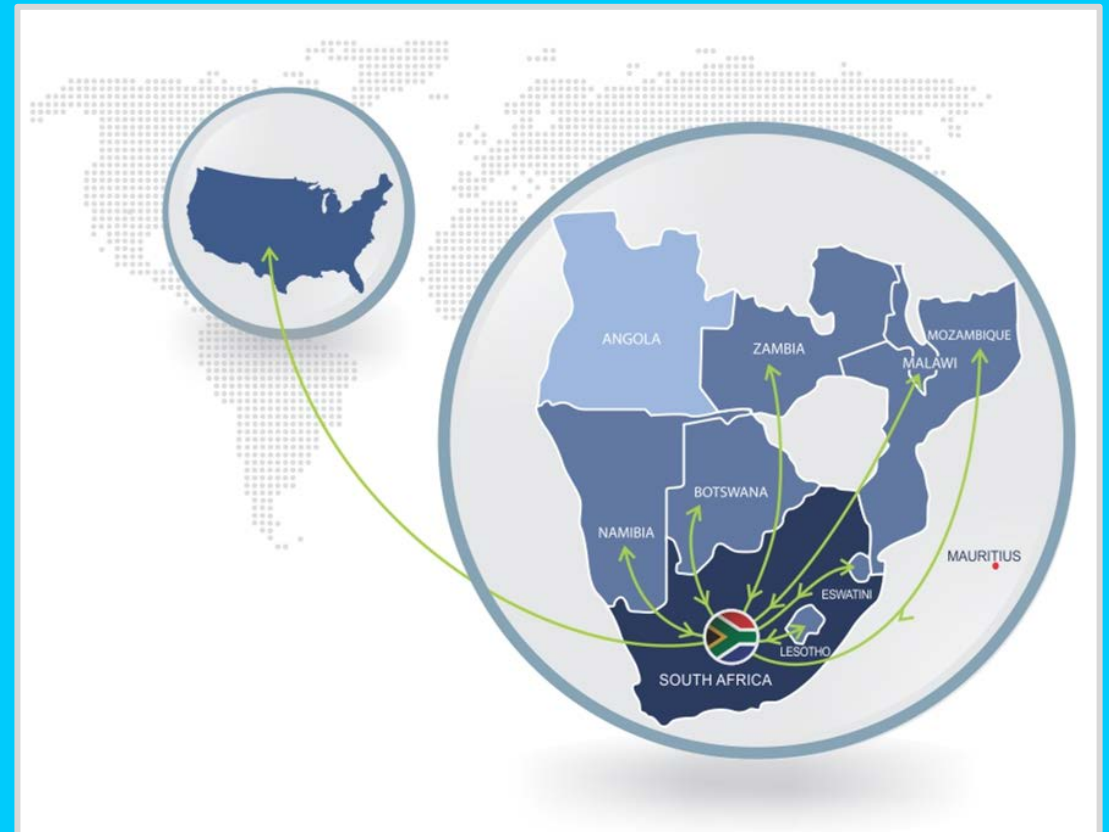 ANGOLA
ZAMBIA
MOZAMBIQUE
MALAWI
BOTSWANA
NAMIBIA
MAURITIUS
ESWATINI
LESOTHO
SOUTH AFRICA